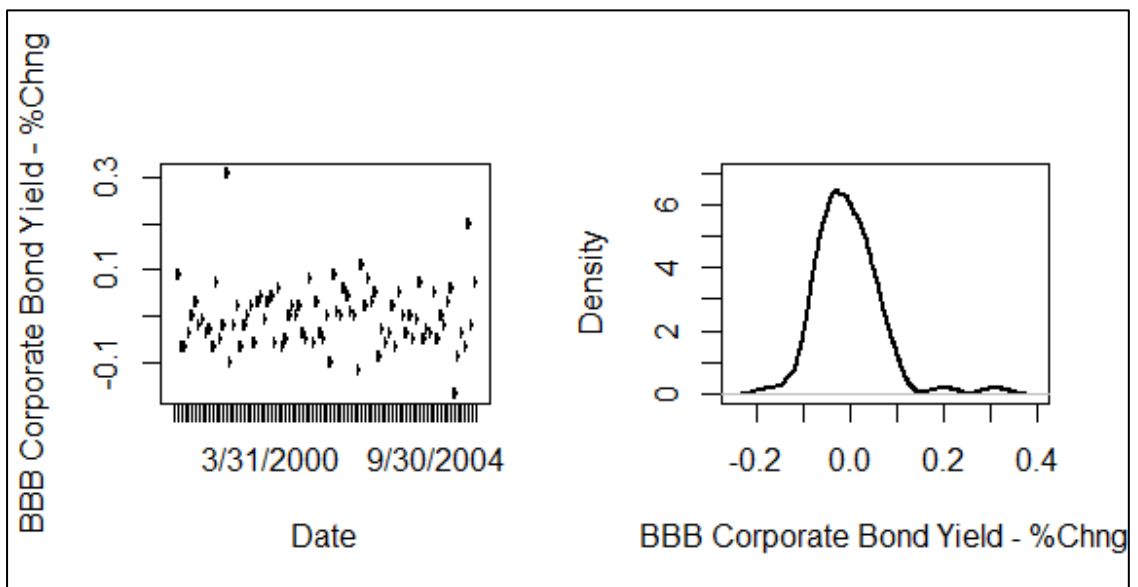 BBB Corporate Bond Yield - %Chng
0.3
0.1
-0.1
3/31/2000 9/30/2004
Date
Density
6
4
2
0
-0.2 0.0 0.2 0.4
BBB Corporate Bond Yield - %Chng